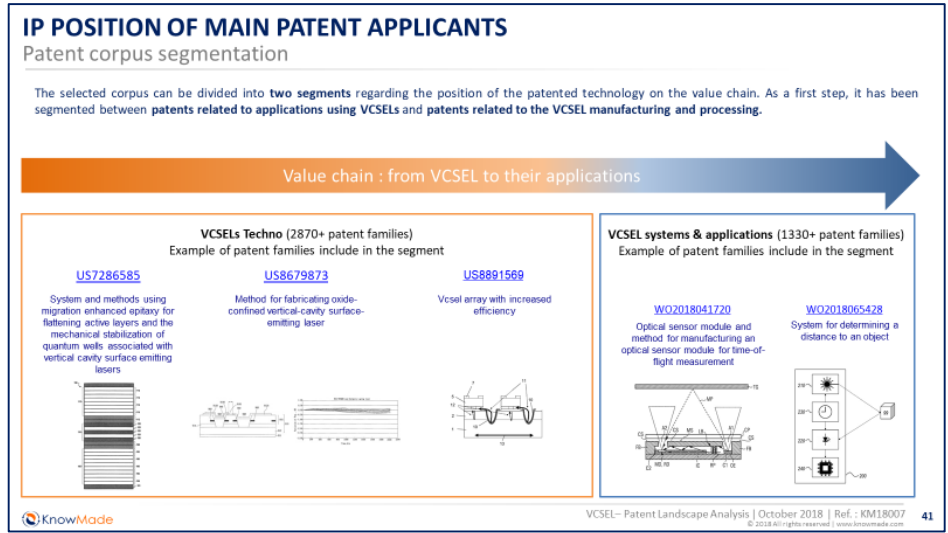 IP POSITION OF MAIN PATENT APPLICANTS
Patent corpus segmentation
The selected corpus can be divided into two segments regarding the position of the patented technology on the value chain. As a first step, it has been
segmented between patents related to applications using VCSELs and patents related to the VCSEL manufacturing and processing.
Value chain : from VCSEL to their applications
VCSELs Techno (2870+ patent families)
Example of patent families include in the segment
US7286585
System and methods using
migration enhanced epitaxy for
flattening active layers and the
mechanical stabilization of
quantum wells associated with
vertical cavity surface emitting
lasers
US8679873
Method for fabricating oxide-
confined vertical-cavity surface-
emitting laser
US8891569
Vcsel array with increased
efficiency
VCSEL systems & applications (1330+ patent families)
Example of patent families include in the segment
WO2018041720
Optical sensor module and
method for manufacturing an
optical sensor module for time-of-
flight measurement
WO2018065428
System for determining a
distance to an object
TG
MP
210
230
220
240
200
KnowMade
VCSEL– Patent Landscape Analysis | October 2018 | Ref. : KM18007
© 2018 All rights reserved | www.knowmade.com
41